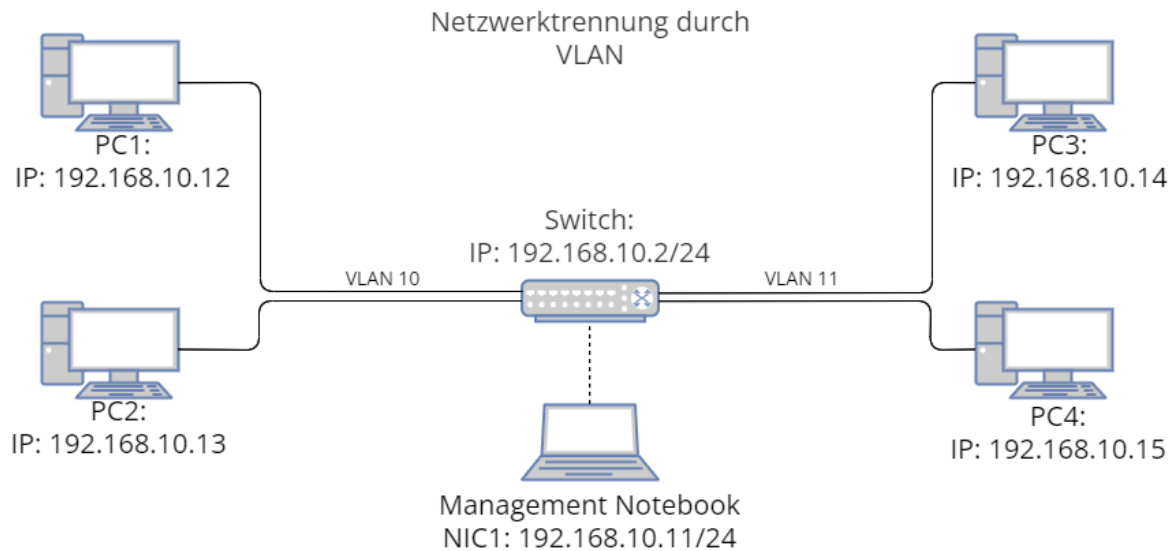 Netzwerktrennung durch
VLAN
PC1:
IP: 192.168.10.12
PC3:
IP: 192.168.10.14
Switch:
IP: 192.168.10.2/24
VLAN 10
VLAN 11
PC2:
IP: 192.168.10.13
PC4:
IP: 192.168.10.15
Management Notebook
NIC1: 192.168.10.11/24